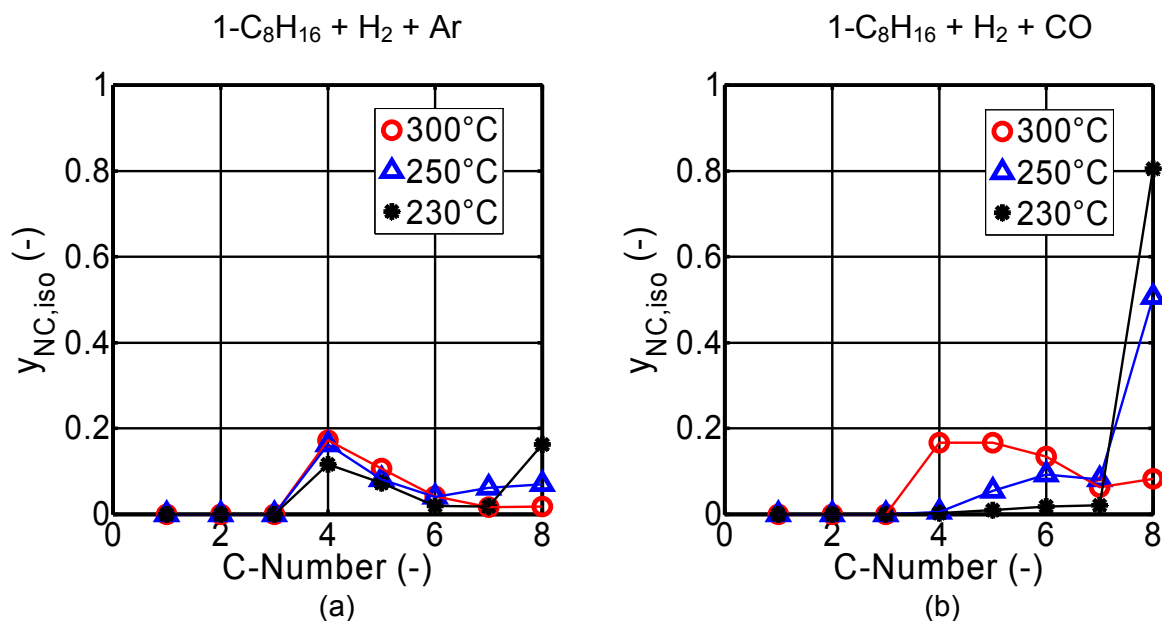 1-C₈H₁₆ + H₂ + Ar
1
0.8
0.6
0.4
0.2
0
0 2 4 6 8
y_NC,iso (-)
300°C
250°C
230°C
C-Number (-)
(a)
1-C₈H₁₆ + H₂ + CO
1
0.8
0.6
0.4
0.2
0
0 2 4 6 8
y_NC,iso (-)
300°C
250°C
230°C
C-Number (-)
(b)